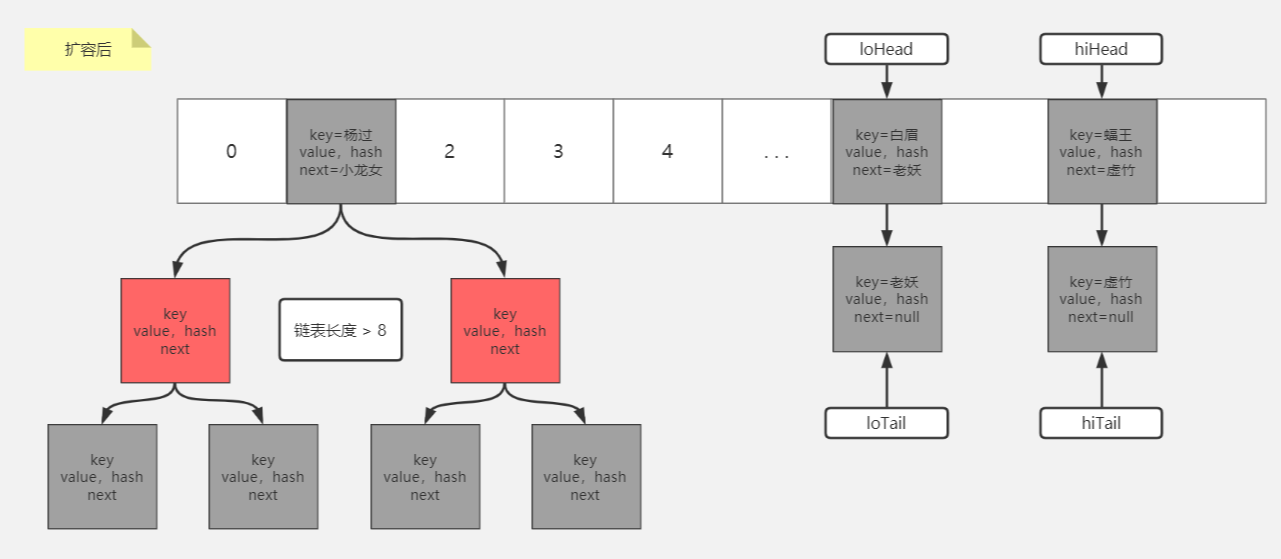 扩容后
loHead
hiHead
0
key=杨过
value，hash
next=小龙女
2
3
4
. . .
key=白眉
value，hash
next=老妖
key=蝠王
value，hash
next=虚竹
key=老妖
value，hash
next=null
key=虚竹
value，hash
next=null
key
value，hash
next
链表长度 > 8
key
value，hash
next
loTail
hiTail
key
value，hash
next
key
value，hash
next
key
value，hash
next
key
value，hash
next